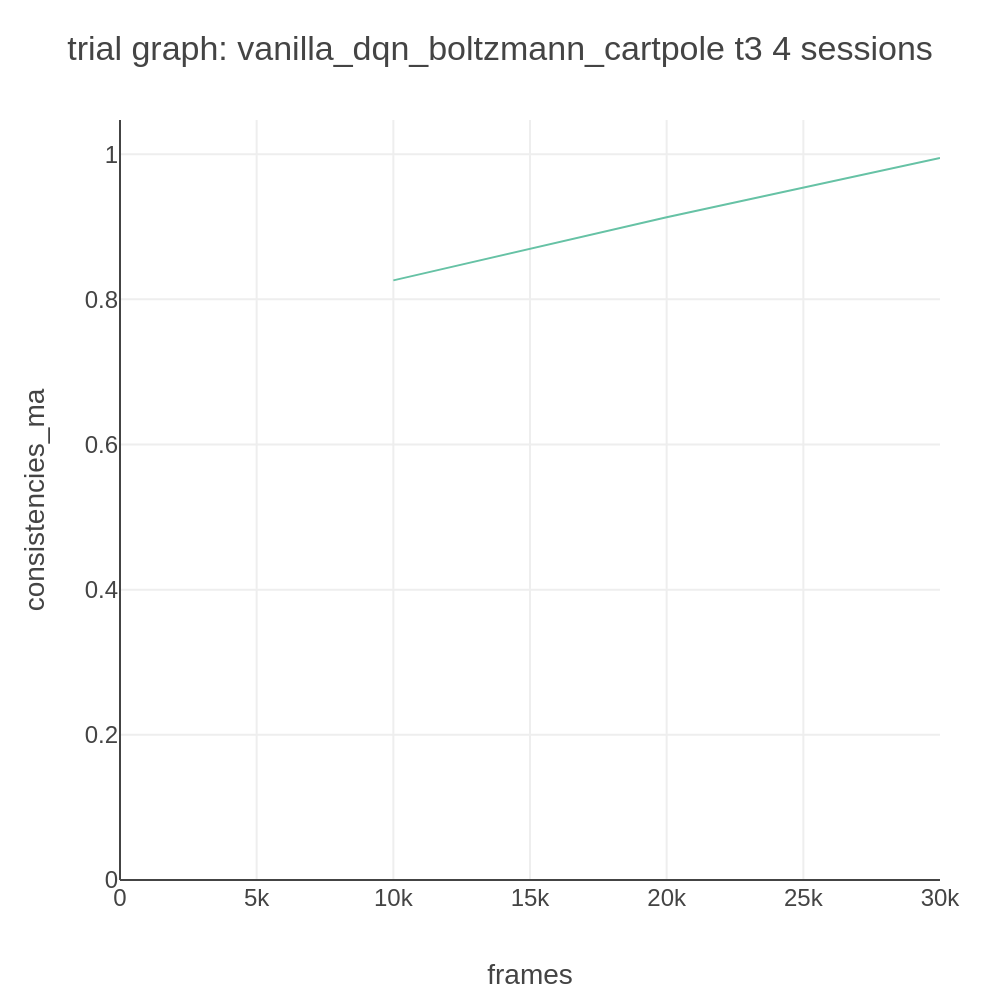 trial graph: vanilla_dqn_boltzmann_cartpole t3 4 sessions
consistencies_ma
1
0.8
0.6
0.4
0.2
0
0 5k 10k 15k 20k 25k 30k
frames